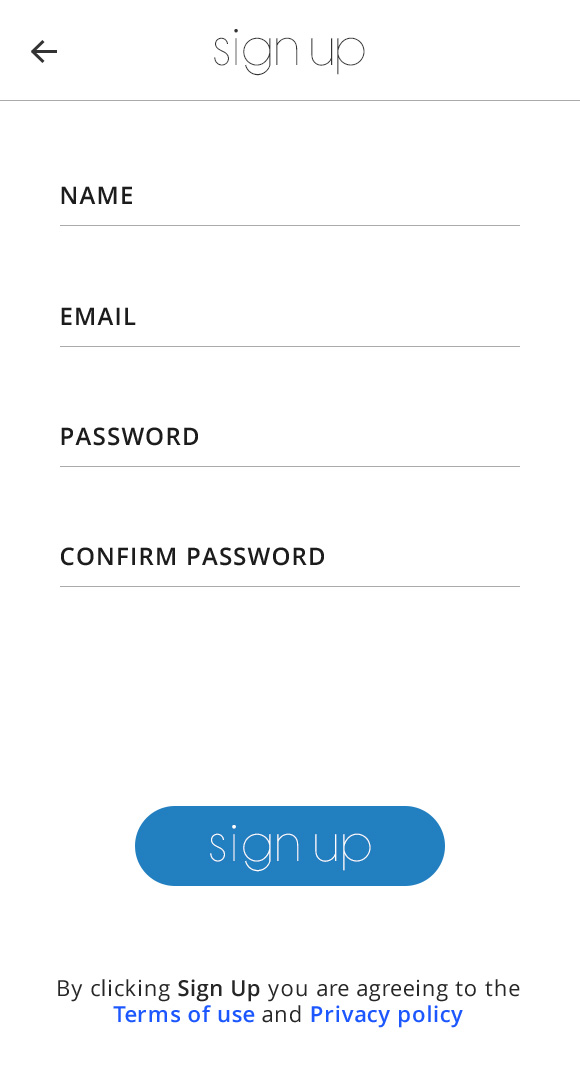 sign up
NAME
EMAIL
PASSWORD
CONFIRM PASSWORD
sign up
By clicking Sign Up you are agreeing to the
Terms of use and Privacy policy